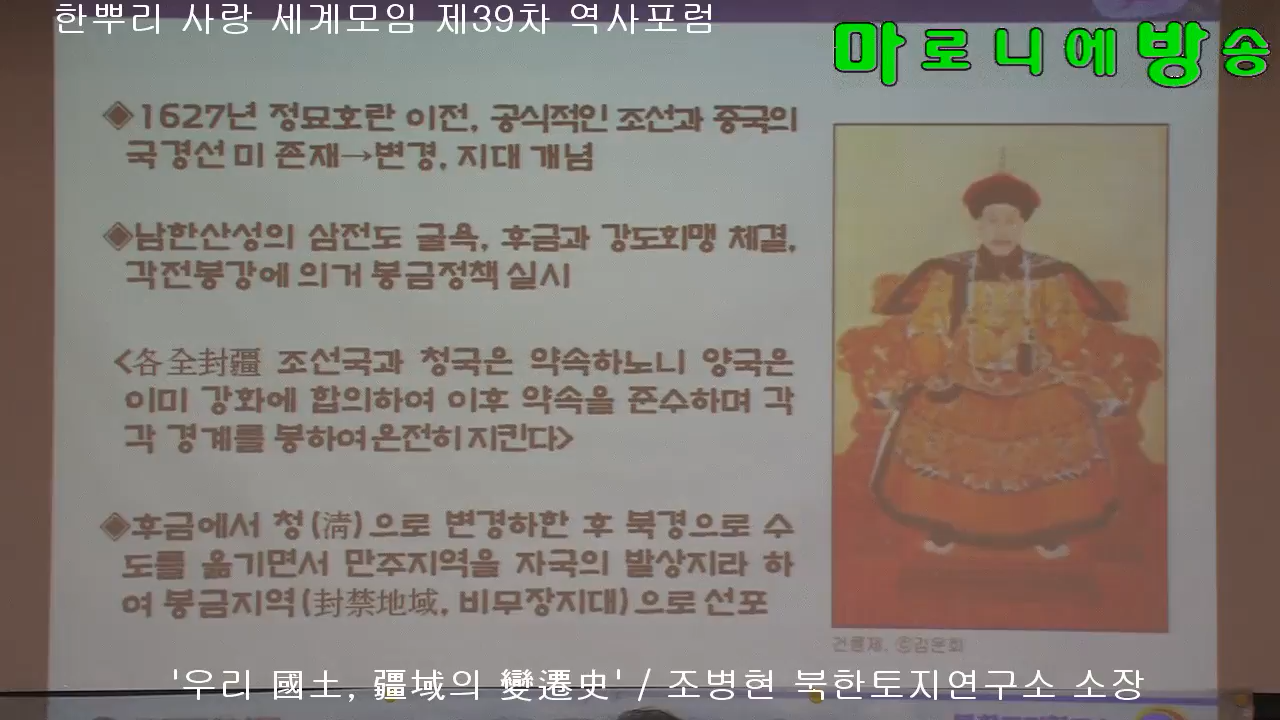 한뿌리 사랑 세계모임 제39차 역사포럼
마로니에방송
◈1627년 정묘호란 이전, 공식적인 조선과 중국의
국경선 미 존재→변경, 지대 개념
◈남한산성의 삼전도 굴욕, 후금과 강도회맹 체결,
각전봉강에 의거 봉금정책 실시
<各全封疆 조선국과 청국은 약속하노니 양국은
이미 강화에 합의하여 이후 약속을 준수하며 각
각 경계를 봉하여 온전히 지킨다>
◈후금에서 청(淸)으로 변경하한 후 북경으로 수
도를 옮기면서 만주지역을 자국의 발상지라 하
여 봉금지역(封禁地域, 비무장지대)으로 선포
건륭제, ⓒ김운회
'우리 國土, 疆域의 變遷史' / 조병현 북한토지연구소 소장